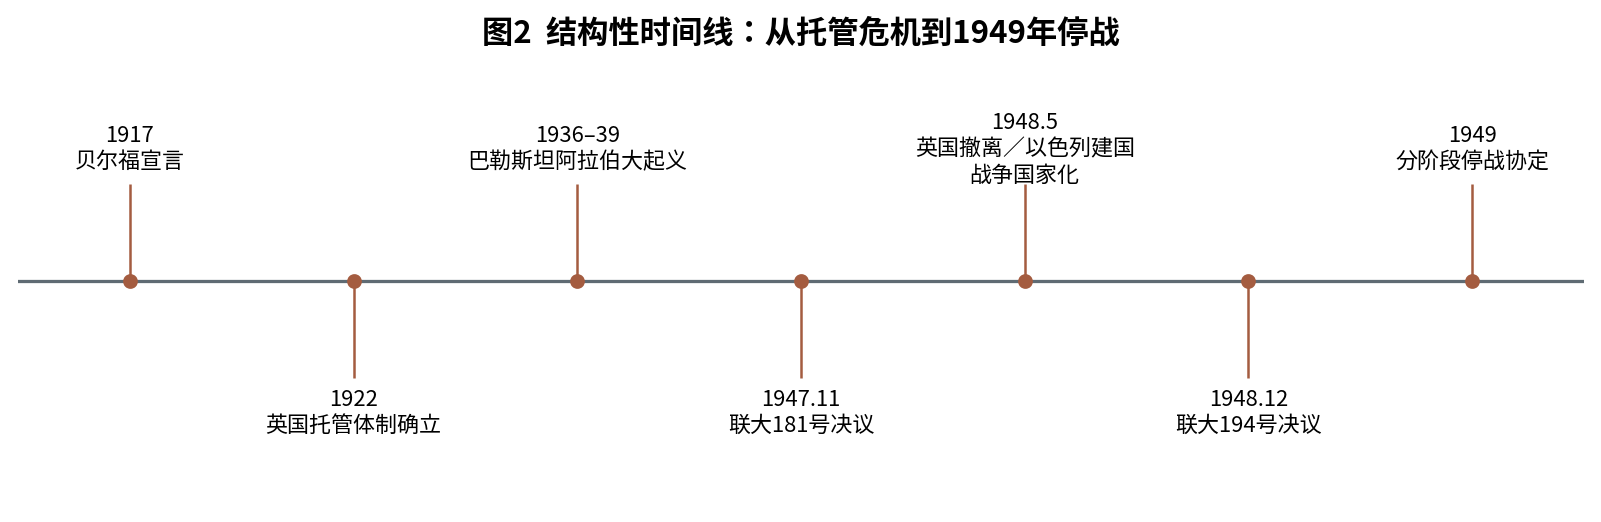 图2 结构性时间线：从托管危机到1949年停战
1917
贝尔福宣言
1922
英国托管体制确立
1936–39
巴勒斯坦阿拉伯大起义
1947.11
联大181号决议
1948.5
英国撤离／以色列建国
战争国家化
1948.12
联大194号决议
1949
分阶段停战协定